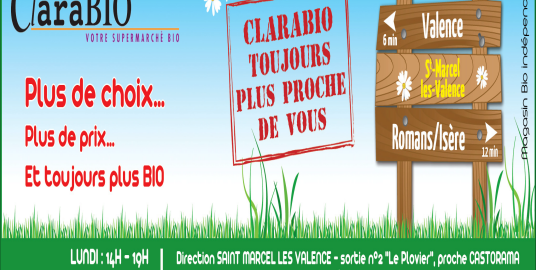 ClaraBIO
VOTRE SUPERMARCHÉ BIO
Plus de choix...
Plus de prix...
Et toujours plus BIO
CLARABIO
TOUJOURS
PLUS PROCHE
DE VOUS
Valence
6 min
St-Marcel
les-Valence
Romans/Isère
12 min
Magasin Bio Indépend
LUNDI : 14H - 19H | Direction SAINT MARCEL LES VALENCE - sortie n°2 "Le Plovier", proche CASTORAMA